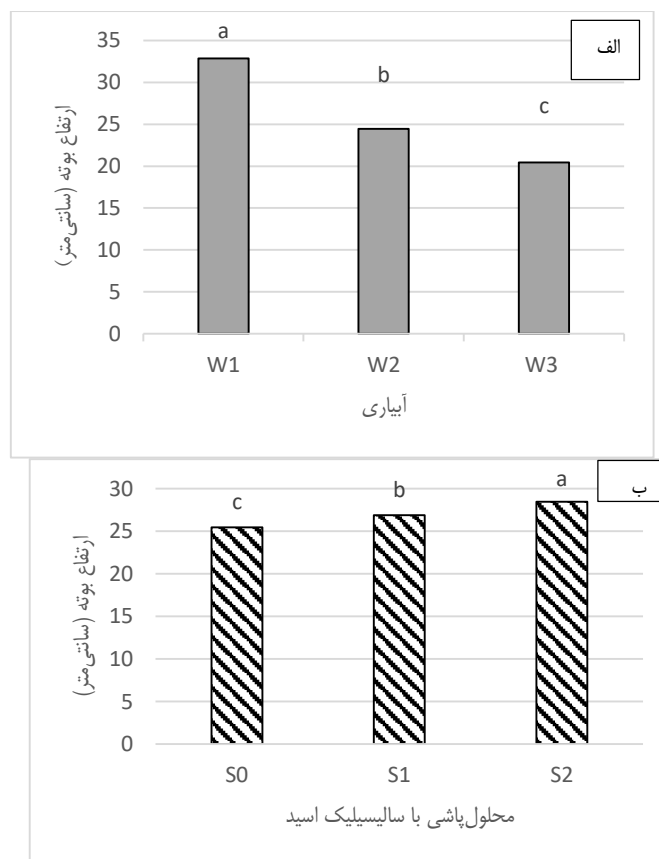 الف
a
b
c
35
30
25
20
15
10
5
0
ارتفاع بوته (سانتی‌متر)
W1 W2 W3
آبیاری
ب
c
b
a
30
25
20
15
10
5
0
ارتفاع بوته (سانتی‌متر)
S0 S1 S2
محلول‌پاشی با سالیسیلیک اسید